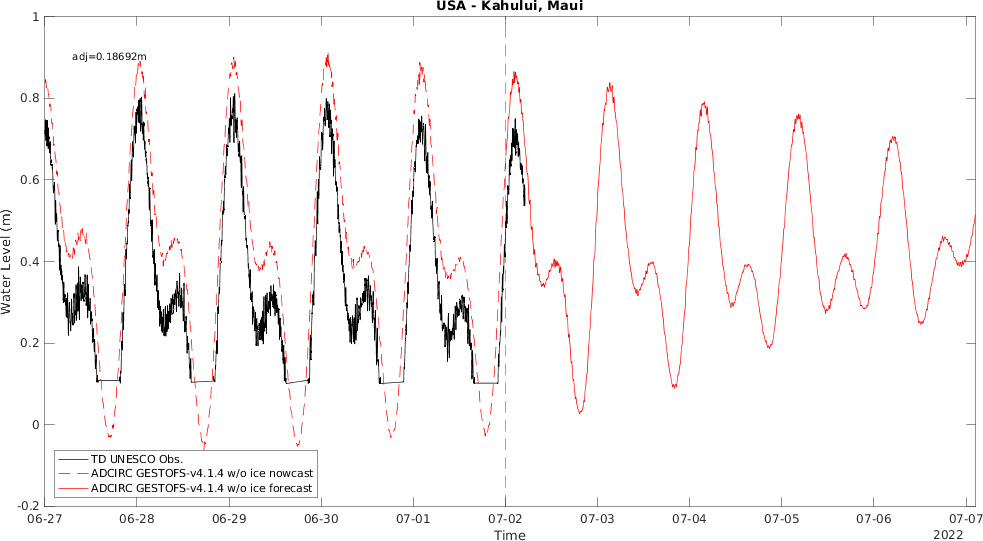 USA - Kahului, Maui
adj=0.18692m
1
0.8
0.6
0.4
0.2
0
-0.2
Water Level (m)
TD UNESCO Obs.
ADCIRC GESTOFS-v4.1.4 w/o ice nowcast
ADCIRC GESTOFS-v4.1.4 w/o ice forecast
06-27 06-28 06-29 06-30 07-01 07-02 07-03 07-04 07-05 07-06 07-07
Time
2022